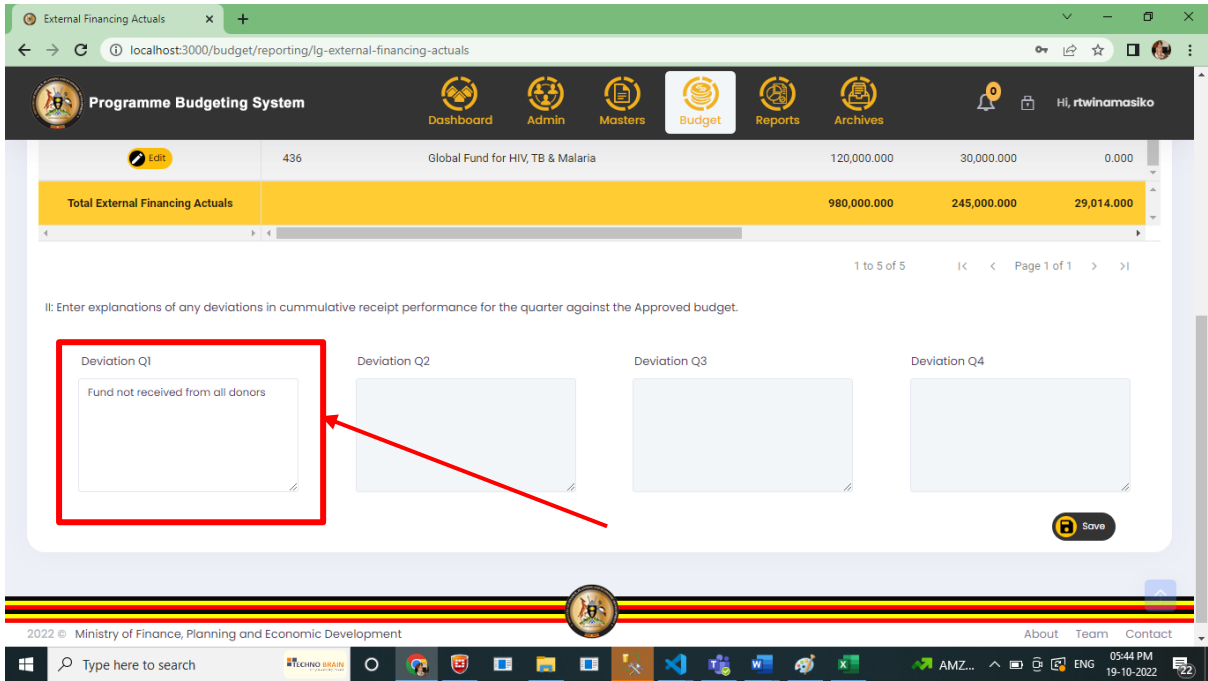 External Financing Actuals
localhost:3000/budget/reporting/lg-external-financing-actuals
Programme Budgeting System
Dashboard
Admin
Masters
Budget
Reports
Archives
0
Hi, rtwinamasiko
Edit 436 Global Fund for HIV, TB & Malaria 120,000.000 30,000.000 0.000
Total External Financing Actuals 980,000.000 245,000.000 29,014.000
1 to 5 of 5 Page 1 of 1
II: Enter explanations of any deviations in cummulative receipt performance for the quarter against the Approved budget.
Deviation Q1 Deviation Q2 Deviation Q3 Deviation Q4
Fund not received from all donors
Save
2022 © Ministry of Finance, Planning and Economic Development About Team Contact
Type here to search
TECHNO BRAIN
AMZ...
ENG
05:44 PM
19-10-2022
22